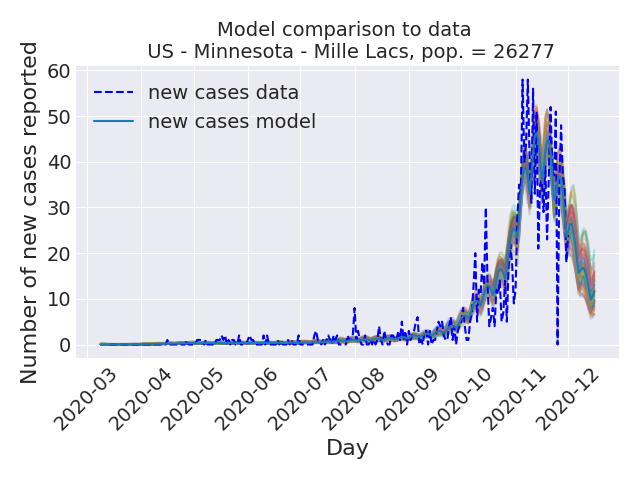 Model comparison to data
US - Minnesota - Mille Lacs, pop. = 26277
new cases data
new cases model
Number of new cases reported
60
50
40
30
20
10
0
2020-03
2020-04
2020-05
2020-06
2020-07
2020-08
2020-09
2020-10
2020-11
2020-12
Day